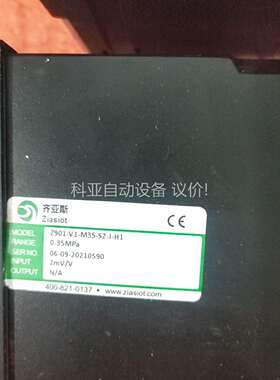 齐亚斯
Ziasiot
MODEL Z901-V1-M35-S2-J-H1
RANGE 0-35MPa
SER NO. 06-09-20210590
INPUT 2mV/V
OUTPUT N/A
400-821-0137 • www.ziasiot.com
CE
科亚自动设备 议价!